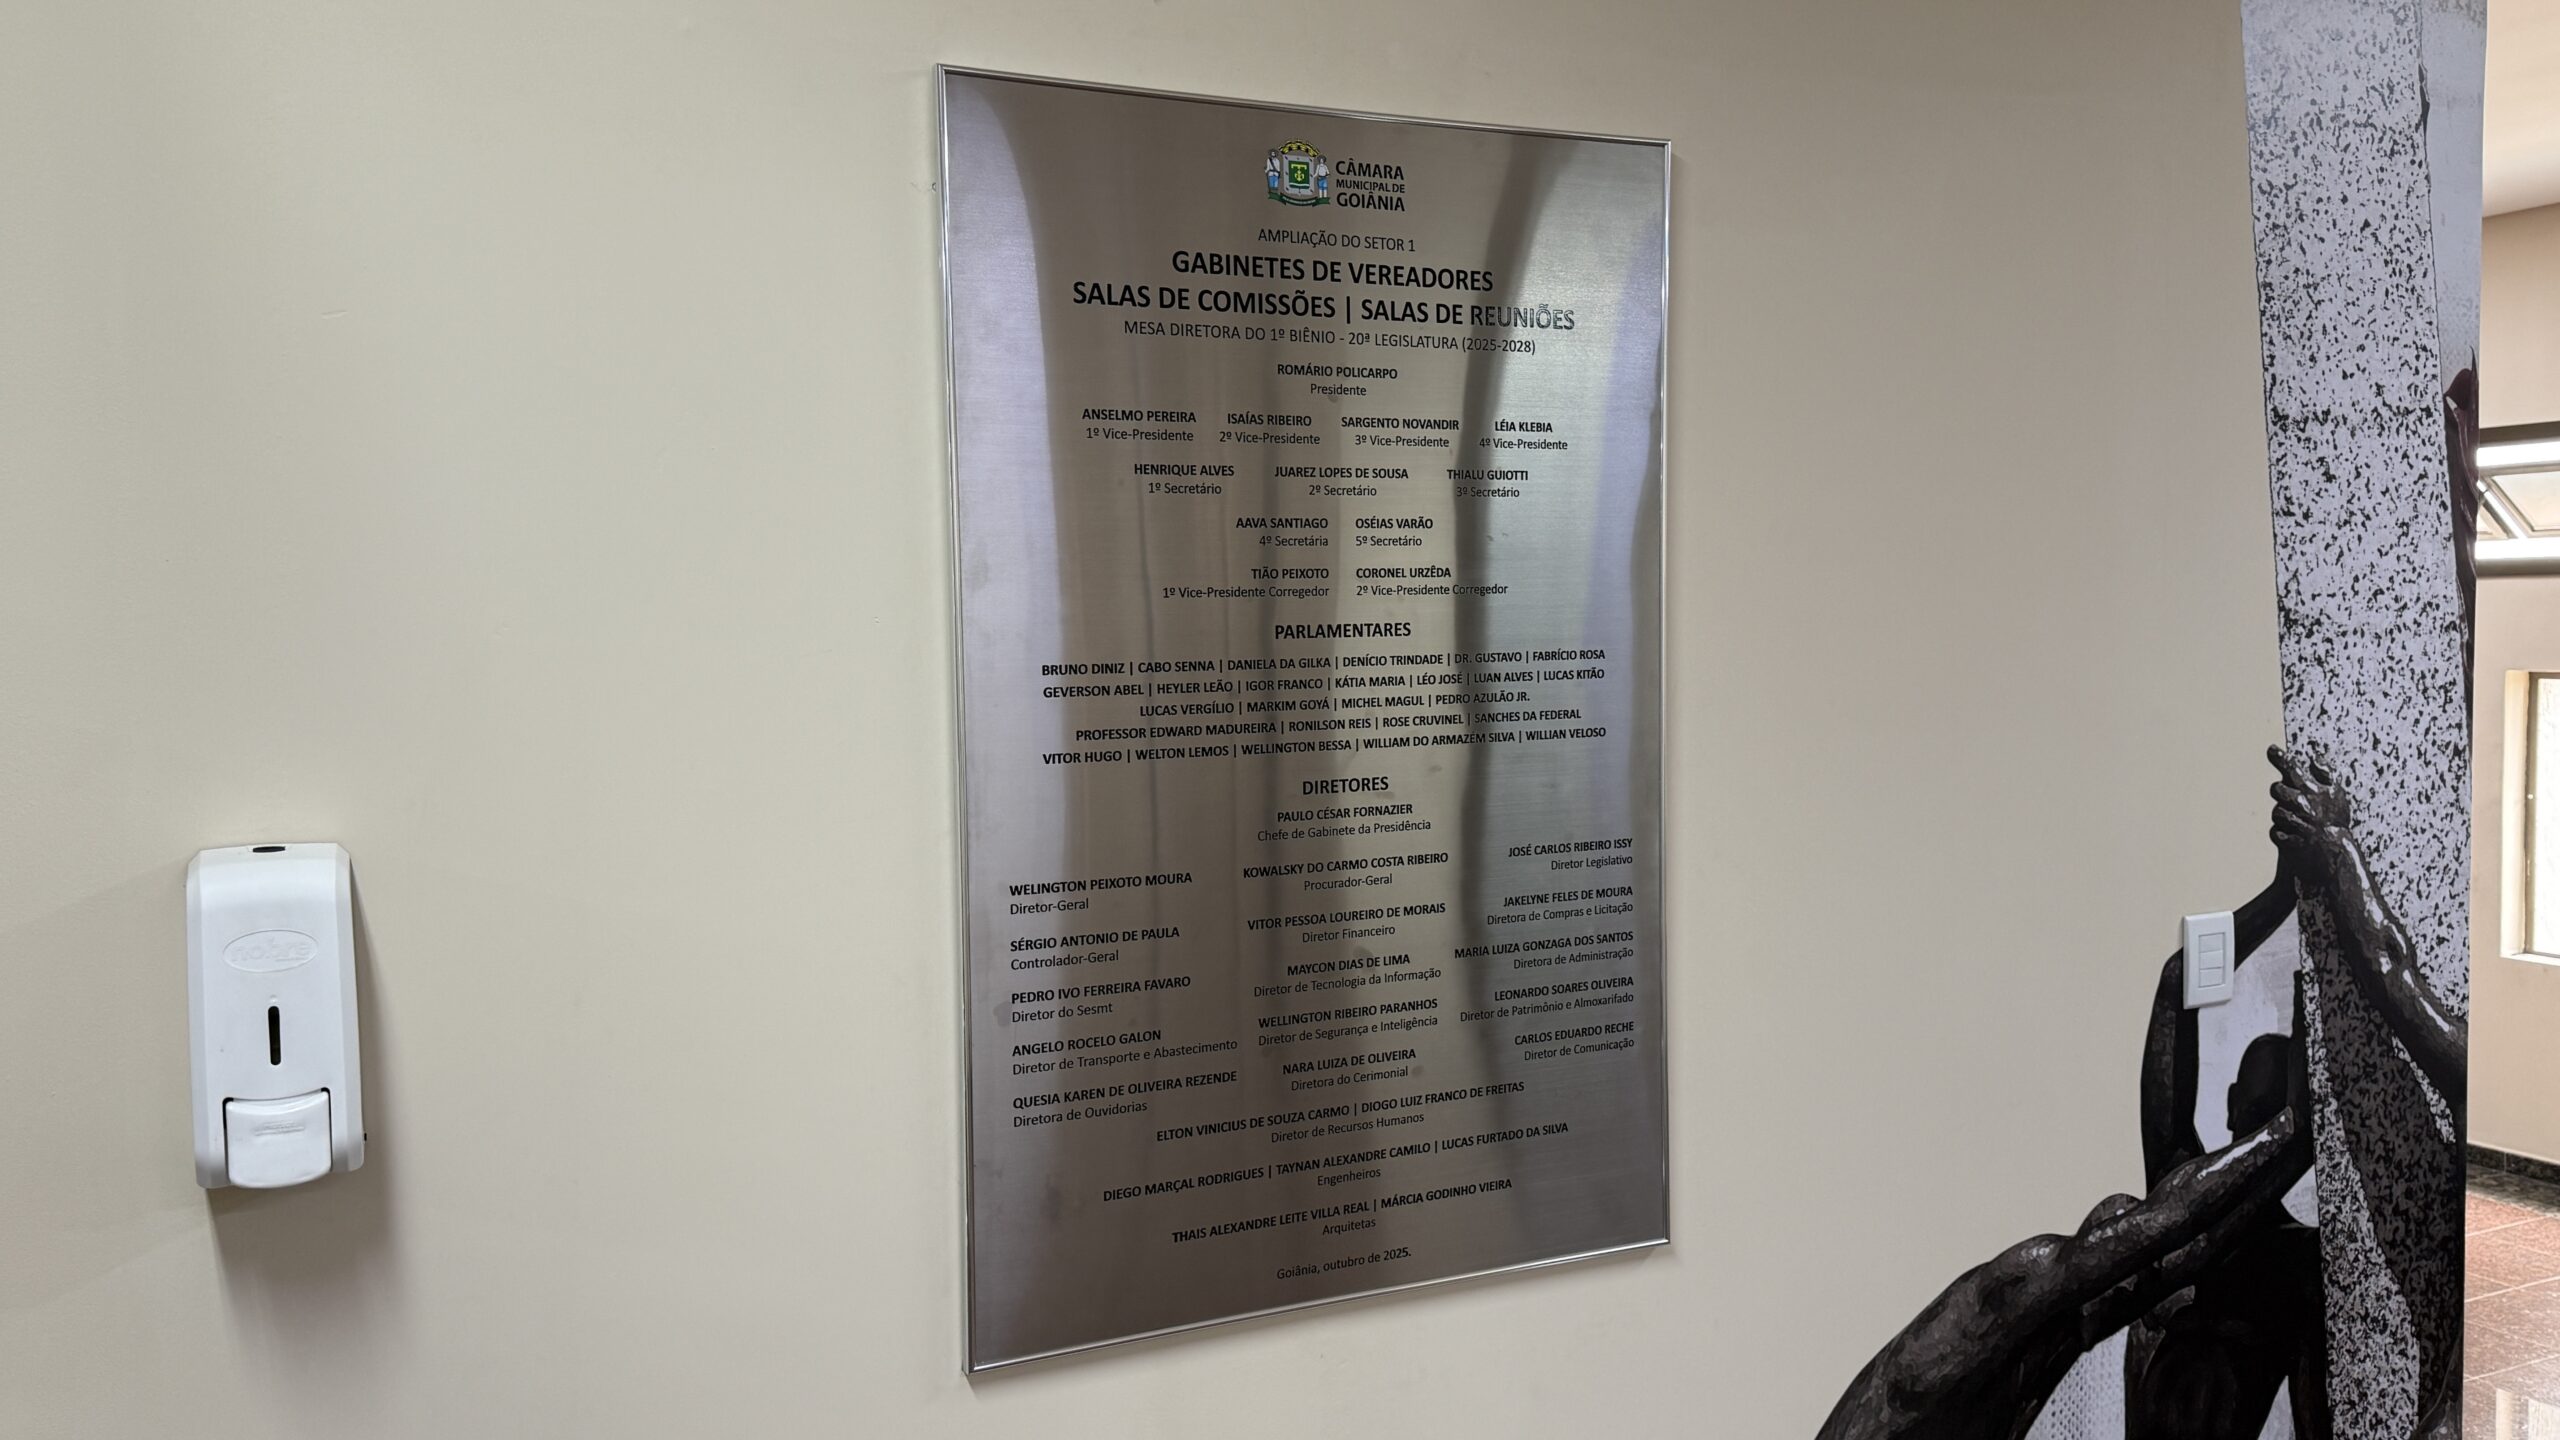 CÂMARA
MUNICIPAL DE
GOIÂNIA
AMPLIAÇÃO DO SETOR 1
GABINETES DE VEREADORES
SALAS DE COMISSÕES | SALAS DE REUNIÕES
MESA DIRETORA DO 1º BIÊNIO - 20ª LEGISLATURA (2025-2028)
ROMÁRIO POLICARPO
Presidente
ANSELMO PEREIRA ISAÍAS RIBEIRO SARGENTO NOVANDIR LÉIA KLEBIA
1º Vice-Presidente 2º Vice-Presidente 3º Vice-Presidente 4º Vice-Presidente
HENRIQUE ALVES JUAREZ LOPES DE SOUSA THIALU GUIOTTI
1º Secretário 2º Secretário 3º Secretário
AAVA SANTIAGO OSÉIAS VARÃO
4º Secretária 5º Secretário
TIÃO PEIXOTO CORONEL URZÊDA
1º Vice-Presidente Corregedor 2º Vice-Presidente Corregedor
PARLAMENTARES
BRUNO DINIZ | CABO SENNA | DANIELA DA GILKA | DENÍCIO TRINDADE | DR. GUSTAVO | FABRÍCIO ROSA
GEVERSON ABEL | HEYLER LEÃO | IGOR FRANCO | KÁTIA MARIA | LÉO JOSÉ | LUAN ALVES | LUCAS KITÃO
LUCAS VERGÍLIO | MARKIM GOYÁ | MICHEL MAGUL | PEDRO AZULÃO JR.
PROFESSOR EDWARD MADUREIRA | RONILSON REIS | ROSE CRUVINEL | SANCHES DA FEDERAL
VITOR HUGO | WELTON LEMOS | WELLINGTON BESSA | WILLIAM DO ARMAZÉM SILVA | WILLIAN VELOSO
DIRETORES
PAULO CÉSAR FORNAZIER
Chefe de Gabinete da Presidência
WELINGTON PEIXOTO MOURA KOWALSKY DO CARMO COSTA RIBEIRO JOSÉ CARLOS RIBEIRO ISSY
Diretor-Geral Procurador-Geral Diretor Legislativo
SÉRGIO ANTONIO DE PAULA VITOR PESSOA LOUREIRO DE MORAIS JAKELYNE FELES DE MOURA
Controlador-Geral Diretor Financeiro Diretora de Compras e Licitação
PEDRO IVO FERREIRA FAVARO MAYCON DIAS DE LIMA MARIA LUIZA GONZAGA DOS SANTOS
Diretor do Sesmt Diretor de Tecnologia da Informação Diretora de Administração
ANGELO ROCELO GALON WELLINGTON RIBEIRO PARANHOS LEONARDO SOARES OLIVEIRA
Diretor de Transporte e Abastecimento Diretor de Segurança e Inteligência Diretor de Patrimônio e Almoxarifado
QUESIA KAREN DE OLIVEIRA REZENDE NARA LUIZA DE OLIVEIRA CARLOS EDUARDO RECHE
Diretora de Ouvidorias Diretora do Cerimonial Diretor de Comunicação
ELTON VINICIUS DE SOUZA CARMO | DIOGO LUIZ FRANCO DE FREITAS
Diretor de Recursos Humanos
DIEGO MARÇAL RODRIGUES | TAYNAN ALEXANDRE CAMILO | LUCAS FURTADO DA SILVA
Engenheiros
THAIS ALEXANDRE LEITE VILLA REAL | MÁRCIA GODINHO VIEIRA
Arquitetas
Goiânia, outubro de 2025.